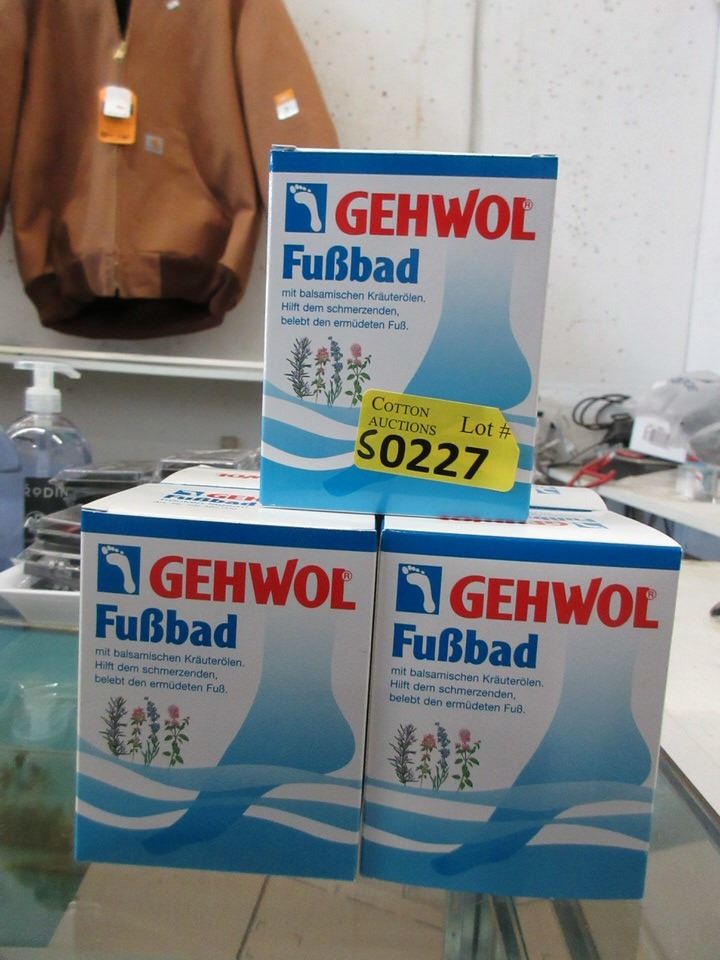 GEHWOL®
Fußbad
mit balsamischen Kräuterölen.
Hilft dem schmerzenden,
belebt den ermüdeten Fuß.
COTTON
AUCTIONS Lot #
S0227
GEHWOL
GEHWOL®
Fußbad
mit balsamischen Kräuterölen.
Hilft dem schmerzenden,
belebt den ermüdeten Fuß.
GEHWOL®
Fußbad
mit balsamischen Kräuterölen.
Hilft dem schmerzenden,
belebt den ermüdeten Fuß.